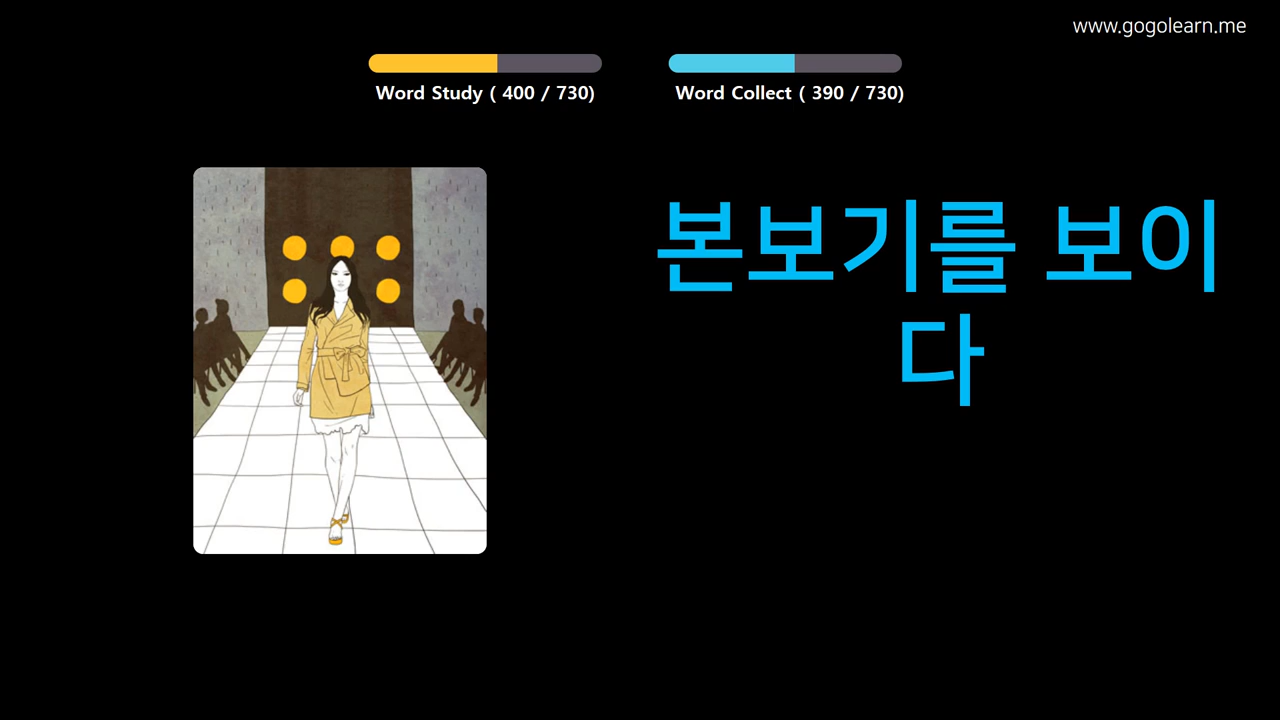 www.gogolearn.me
Word Study ( 400 / 730)
Word Collect ( 390 / 730)
본보기를 보이
다